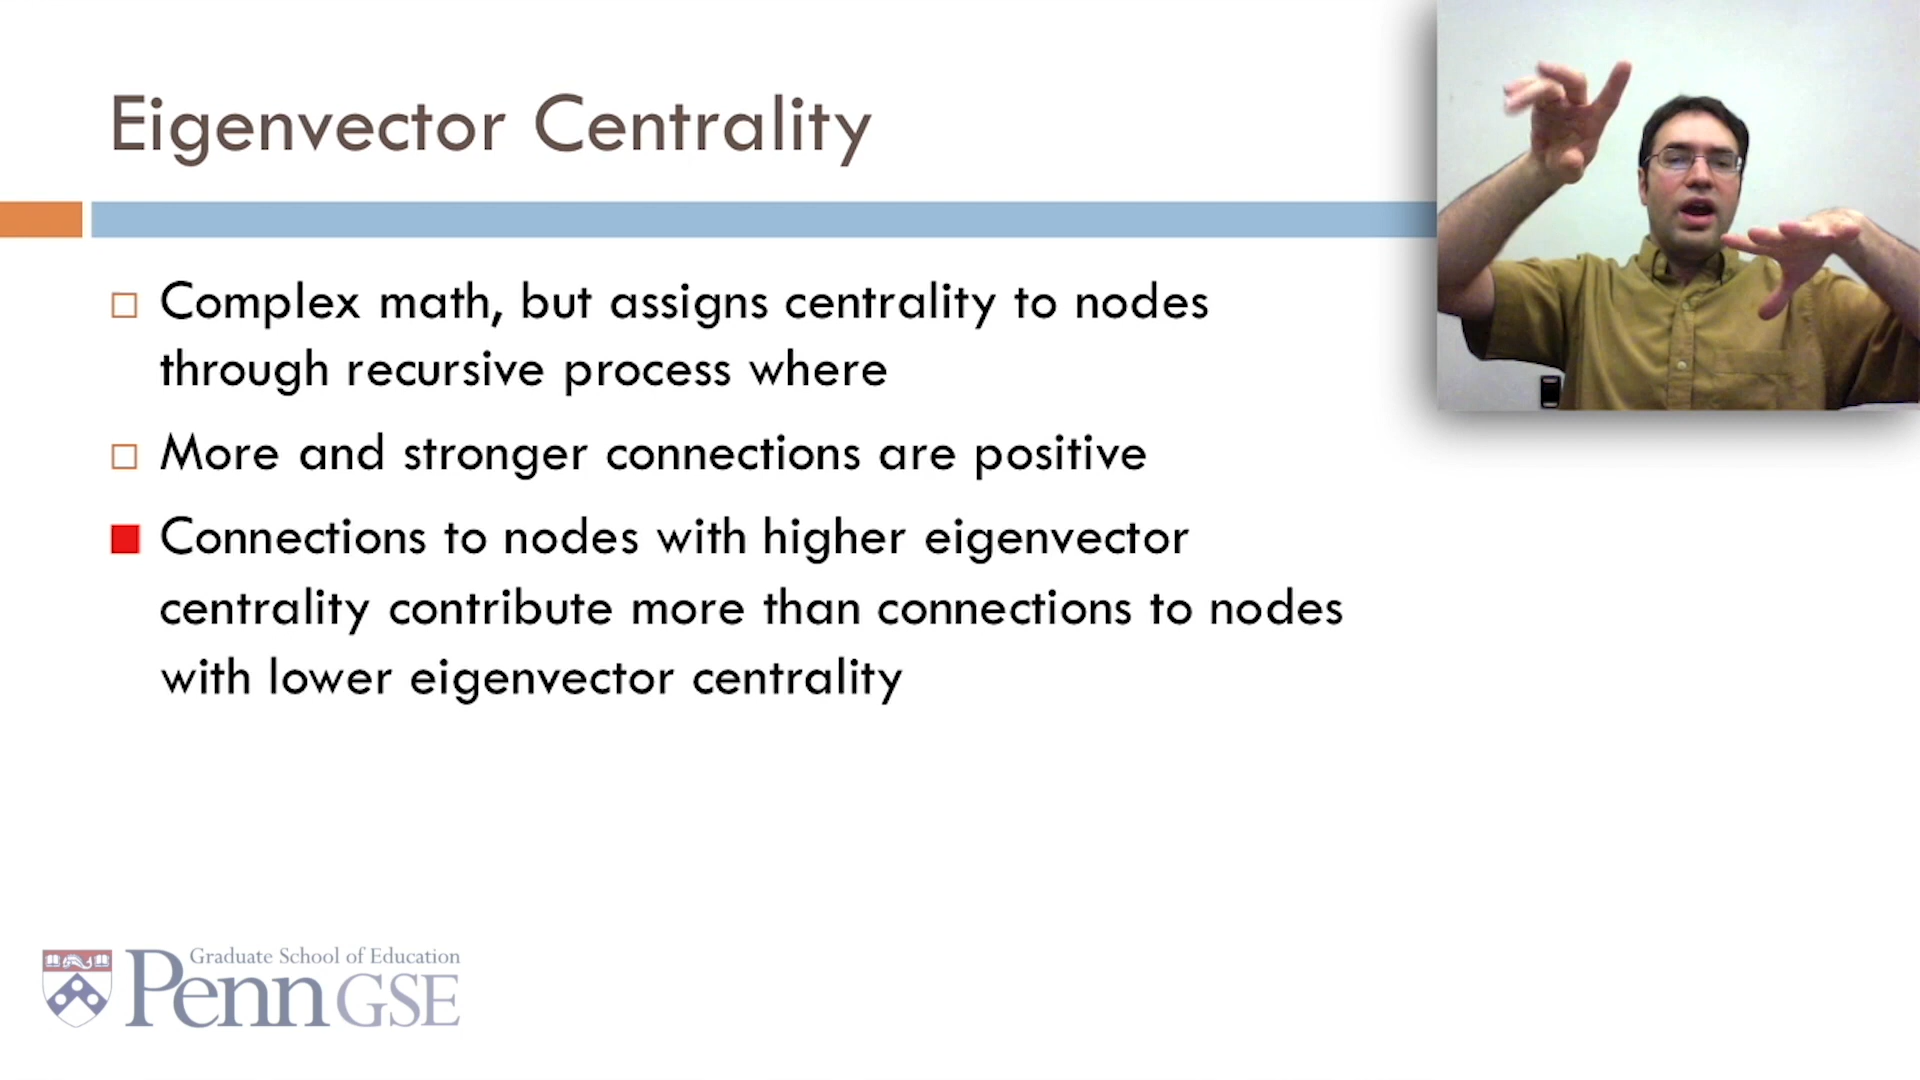 Eigenvector Centrality
Complex math, but assigns centrality to nodes
through recursive process where
More and stronger connections are positive
Connections to nodes with higher eigenvector
centrality contribute more than connections to nodes
with lower eigenvector centrality
Graduate School of Education
Penn GSE